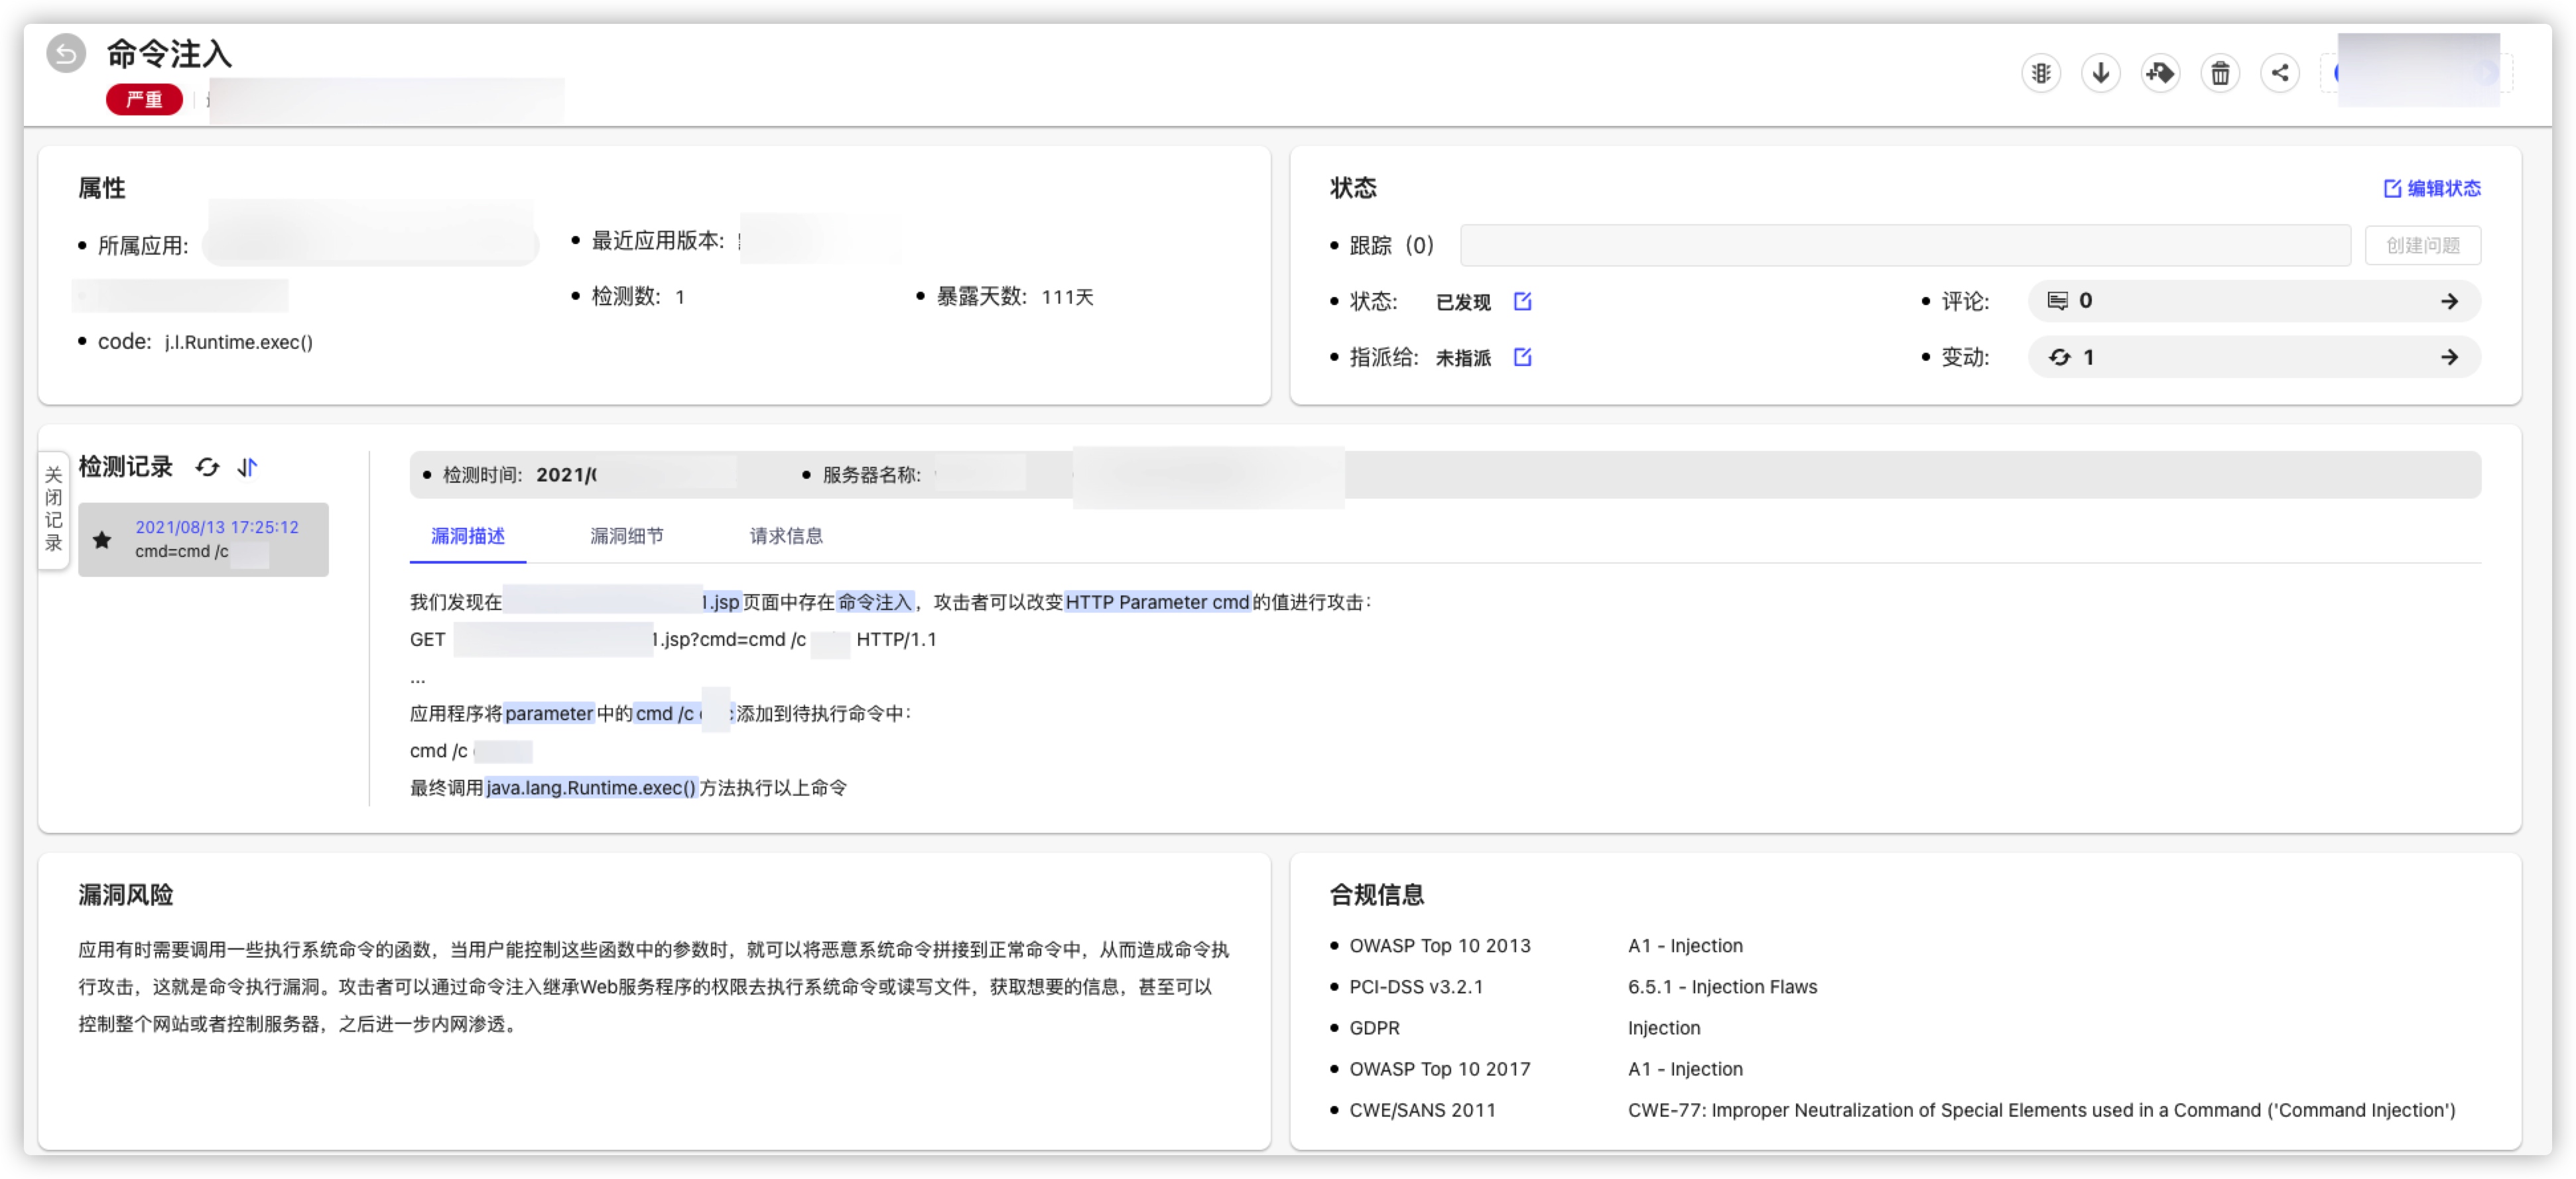 命令注入
严重
属性
所属应用:
最近应用版本:
检测数: 1
暴露天数: 111天
code: j.l.Runtime.exec()
状态
编辑状态
跟踪（0）
创建问题
状态: 已发现
评论: 0
指派给: 未指派
变动: 1
关闭记录
检测记录
2021/08/13 17:25:12
cmd=cmd /c
检测时间: 2021/
服务器名称:
漏洞描述 漏洞细节 请求信息
我们发现在 1.jsp页面中存在命令注入，攻击者可以改变HTTP Parameter cmd的值进行攻击：
GET 1.jsp?cmd=cmd /c HTTP/1.1
...
应用程序将parameter中的cmd /c 添加到待执行命令中：
cmd /c
最终调用java.lang.Runtime.exec()方法执行以上命令
漏洞风险
应用有时需要调用一些执行系统命令的函数，当用户能控制这些函数中的参数时，就可以将恶意系统命令拼接到正常命令中，从而造成命令执
行攻击，这就是命令执行漏洞。攻击者可以通过命令注入继承Web服务程序的权限去执行系统命令或读写文件，获取想要的信息，甚至可以
控制整个网站或者控制服务器，之后进一步内网渗透。
合规信息
OWASP Top 10 2013 A1 - Injection
PCI-DSS v3.2.1 6.5.1 - Injection Flaws
GDPR Injection
OWASP Top 10 2017 A1 - Injection
CWE/SANS 2011 CWE-77: Improper Neutralization of Special Elements used in a Command ('Command Injection')